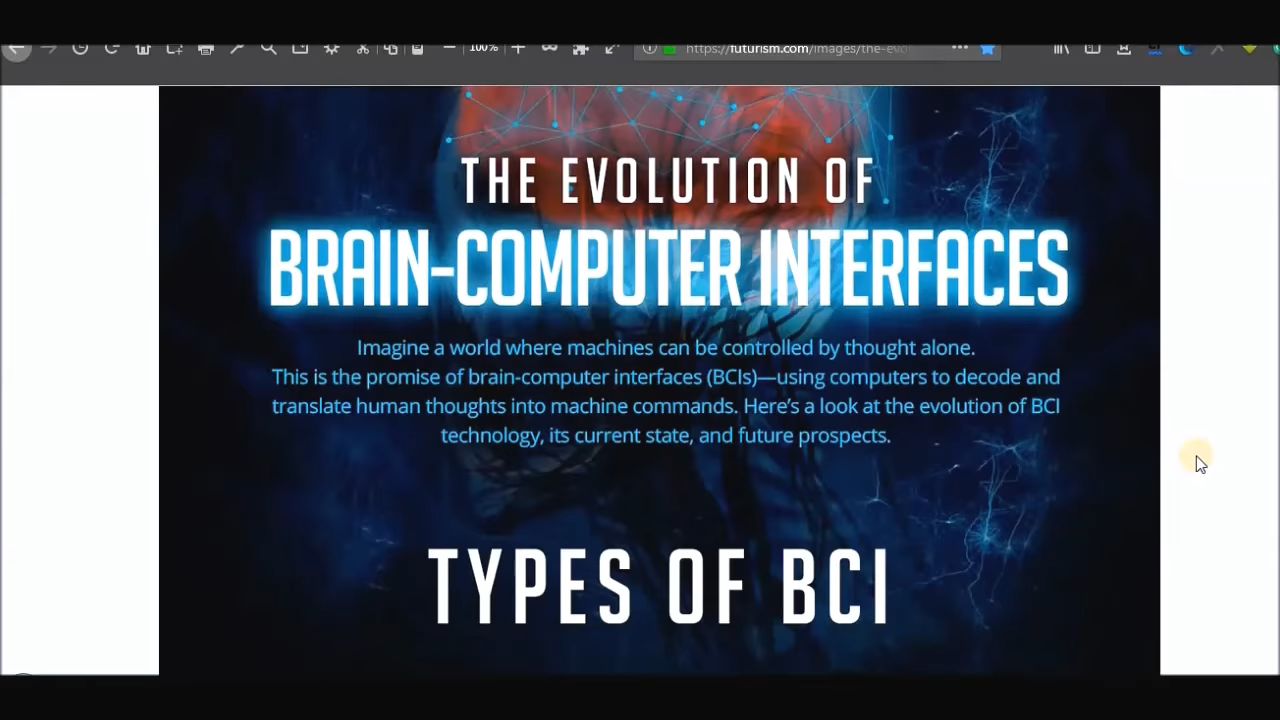 100%
https://futurism.com/images/the-evo
THE EVOLUTION OF
BRAIN-COMPUTER INTERFACES
Imagine a world where machines can be controlled by thought alone.
This is the promise of brain-computer interfaces (BCIs)—using computers to decode and
translate human thoughts into machine commands. Here's a look at the evolution of BCI
technology, its current state, and future prospects.
TYPES OF BCI